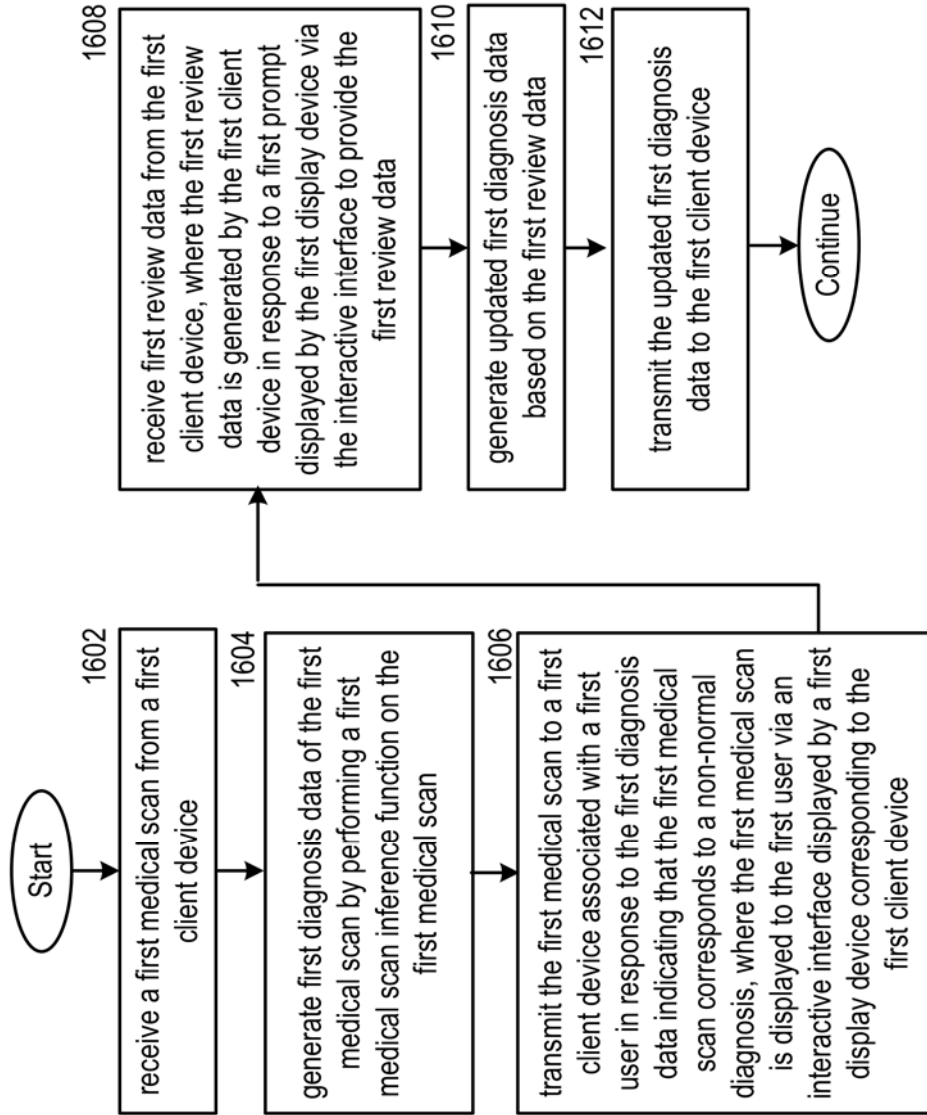 Start
1602
receive a first medical scan from a first
client device
1604
generate first diagnosis data of the first
medical scan by performing a first
medical scan inference function on the
first medical scan
1606
transmit the first medical scan to a first
client device associated with a first
user in response to the first diagnosis
data indicating that the first medical
scan corresponds to a non-normal
diagnosis, where the first medical scan
is displayed to the first user via an
interactive interface displayed by a first
display device corresponding to the
first client device
1608
receive first review data from the first
client device, where the first review
data is generated by the first client
device in response to a first prompt
displayed by the first display device via
the interactive interface to provide the
first review data
1610
generate updated first diagnosis data
based on the first review data
1612
transmit the updated first diagnosis
data to the first client device
Continue